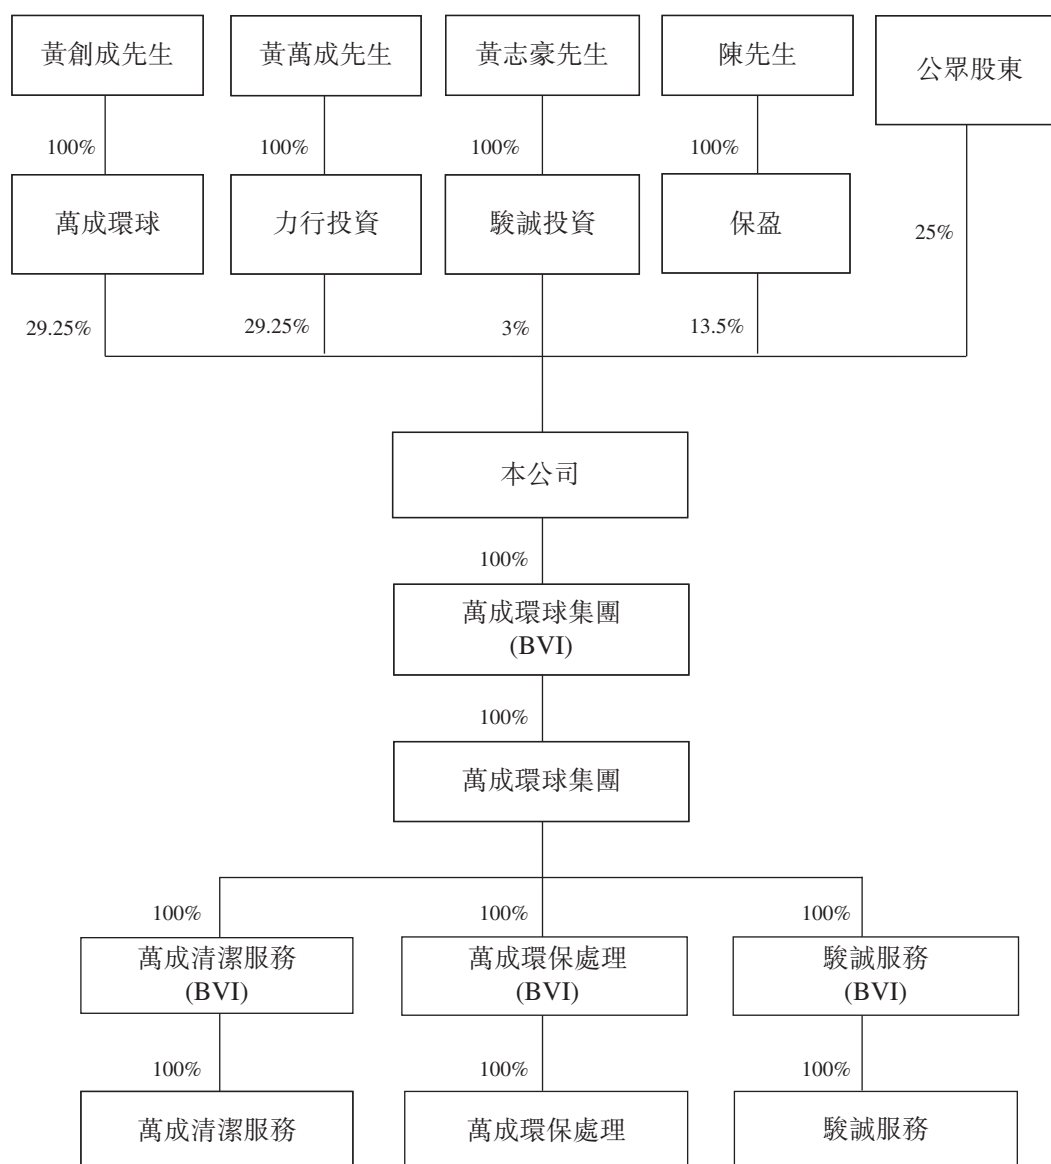 黃創成先生
黃萬成先生
黃志豪先生
陳先生
公眾股東
100%
100%
100%
100%
萬成環球
力行投資
駿誠投資
保盈
25%
29.25%
29.25%
3%
13.5%
本公司
100%
萬成環球集團
(BVI)
100%
萬成環球集團
100%
100%
100%
萬成清潔服務
(BVI)
萬成環保處理
(BVI)
駿誠服務
(BVI)
100%
100%
100%
萬成清潔服務
萬成環保處理
駿誠服務